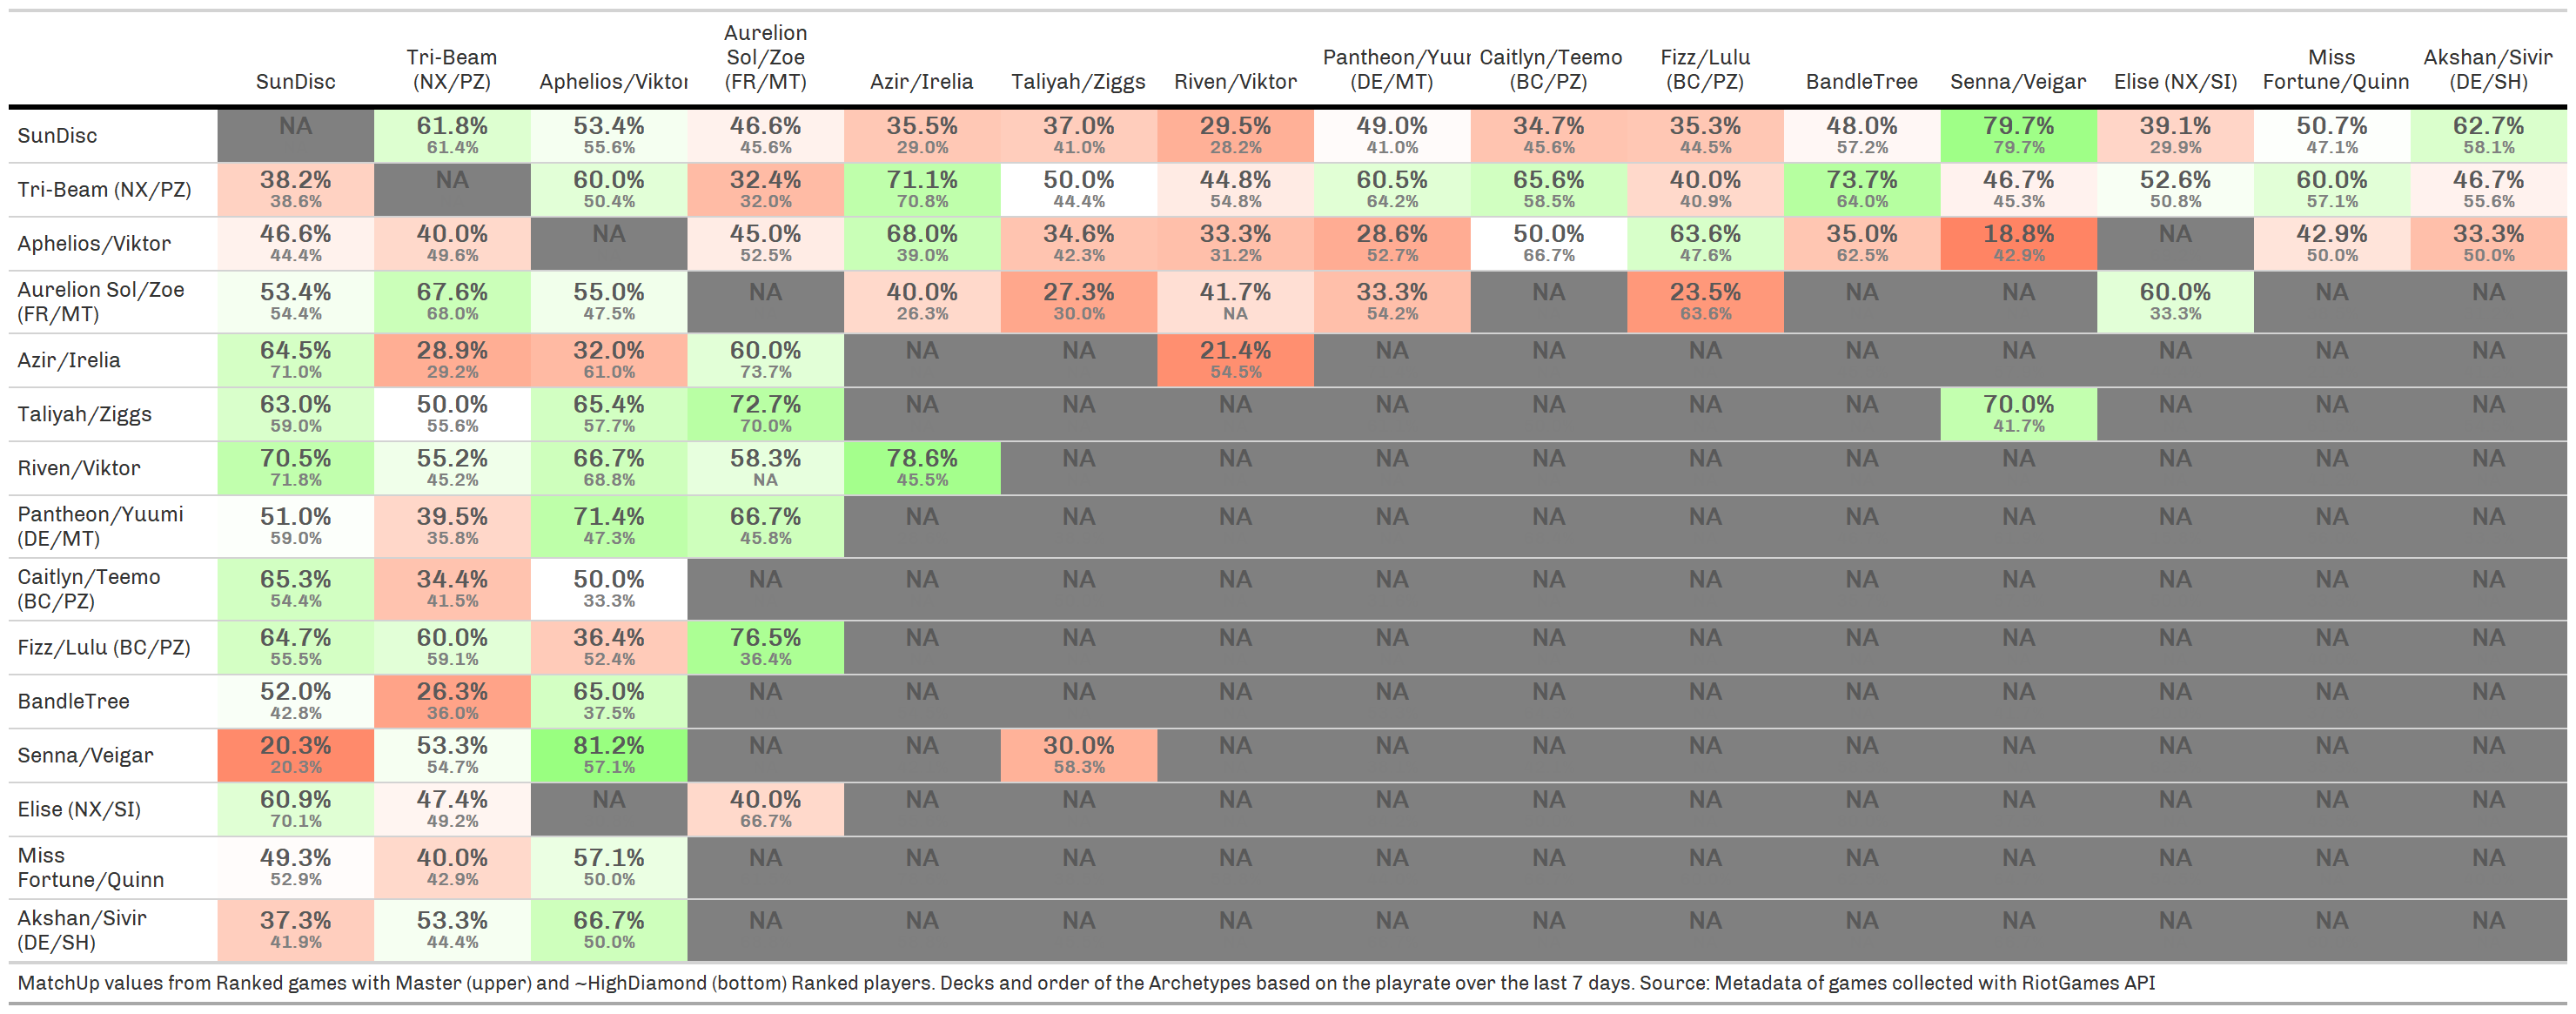 SunDisc Tri-Beam (NX/PZ) Aphelios/Viktor Aurelion Sol/Zoe (FR/MT) Azir/Irelia Taliyah/Ziggs Riven/Viktor Pantheon/Yuur (DE/MT) Caitlyn/Teemo (BC/PZ) Fizz/Lulu (BC/PZ) BandleTree Senna/Veigar Elise (NX/SI) Miss Fortune/Quinn Akshan/Sivir (DE/SH)
SunDisc NA 61.8% 53.4% 46.6% 35.5% 37.0% 29.5% 49.0% 34.7% 35.3% 48.0% 79.7% 39.1% 50.7% 62.7%
61.4% 55.6% 45.6% 29.0% 41.0% 28.2% 41.0% 45.6% 44.5% 57.2% 79.7% 29.9% 47.1% 58.1%
Tri-Beam (NX/PZ) 38.2% NA 60.0% 32.4% 71.1% 50.0% 44.8% 60.5% 65.6% 40.0% 73.7% 46.7% 52.6% 60.0% 46.7%
38.6% 50.4% 32.0% 70.8% 44.4% 54.8% 64.2% 58.5% 40.9% 64.0% 45.3% 50.8% 57.1% 55.6%
Aphelios/Viktor 46.6% 40.0% NA 45.0% 68.0% 34.6% 33.3% 28.6% 50.0% 63.6% 35.0% 18.8% NA 42.9% 33.3%
44.4% 49.6% 52.5% 39.0% 42.3% 31.2% 52.7% 66.7% 47.6% 62.5% 42.9% 50.0% 50.0%
Aurelion Sol/Zoe 53.4% 67.6% 55.0% NA 40.0% 27.3% 41.7% 33.3% NA 23.5% NA NA 60.0% NA NA
(FR/MT) 54.4% 68.0% 47.5% 26.3% 30.0% NA 54.2% 63.6% 33.3%
Azir/Irelia 64.5% 28.9% 32.0% 60.0% NA NA 21.4% NA NA NA NA NA NA NA NA
71.0% 29.2% 61.0% 73.7% 54.5%
Taliyah/Ziggs 63.0% 50.0% 65.4% 72.7% NA NA NA NA NA NA NA 70.0% NA NA NA
59.0% 55.6% 57.7% 70.0% 41.7%
Riven/Viktor 70.5% 55.2% 66.7% 58.3% 78.6% NA NA NA NA NA NA NA NA NA NA
71.8% 45.2% 68.8% NA 45.5%
Pantheon/Yuumi 51.0% 39.5% 71.4% 66.7% NA NA NA NA NA NA NA NA NA NA NA
(DE/MT) 59.0% 35.8% 47.3% 45.8%
Caitlyn/Teemo 65.3% 34.4% 50.0% NA NA NA NA NA NA NA NA NA NA NA NA
(BC/PZ) 54.4% 41.5% 33.3%
Fizz/Lulu (BC/PZ) 64.7% 60.0% 36.4% 76.5% NA NA NA NA NA NA NA NA NA NA NA
55.5% 59.1% 52.4% 36.4%
BandleTree 52.0% 26.3% 65.0% NA NA NA NA NA NA NA NA NA NA NA NA
42.8% 36.0% 37.5%
Senna/Veigar 20.3% 53.3% 81.2% NA NA 30.0% NA NA NA NA NA NA NA NA NA
20.3% 54.7% 57.1% 58.3%
Elise (NX/SI) 60.9% 47.4% NA 40.0% NA NA NA NA NA NA NA NA NA NA NA
70.1% 49.2% 66.7%
Miss 49.3% 40.0% 57.1% NA NA NA NA NA NA NA NA NA NA NA NA
Fortune/Quinn 52.9% 42.9% 50.0%
Akshan/Sivir 37.3% 53.3% 66.7% NA NA NA NA NA NA NA NA NA NA NA NA
(DE/SH) 41.9% 44.4% 50.0%
MatchUp values from Ranked games with Master (upper) and ~HighDiamond (bottom) Ranked players. Decks and order of the Archetypes based on the playrate over the last 7 days. Source: Metadata of games collected with RiotGames API